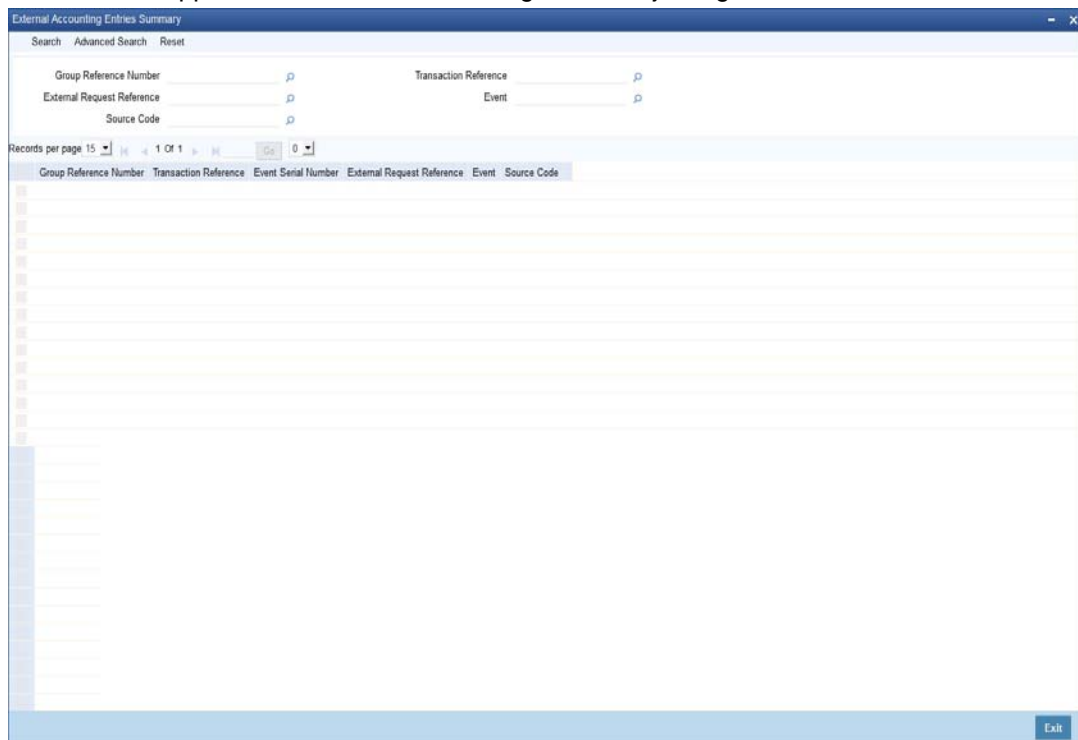 External Accounting Entries Summary
Search Advanced Search Reset
Group Reference Number Transaction Reference
External Request Reference Event
Source Code
Records per page 15 1 Of 1 Go 0
Group Reference Number Transaction Reference Event Serial Number External Request Reference Event Source Code
Exit